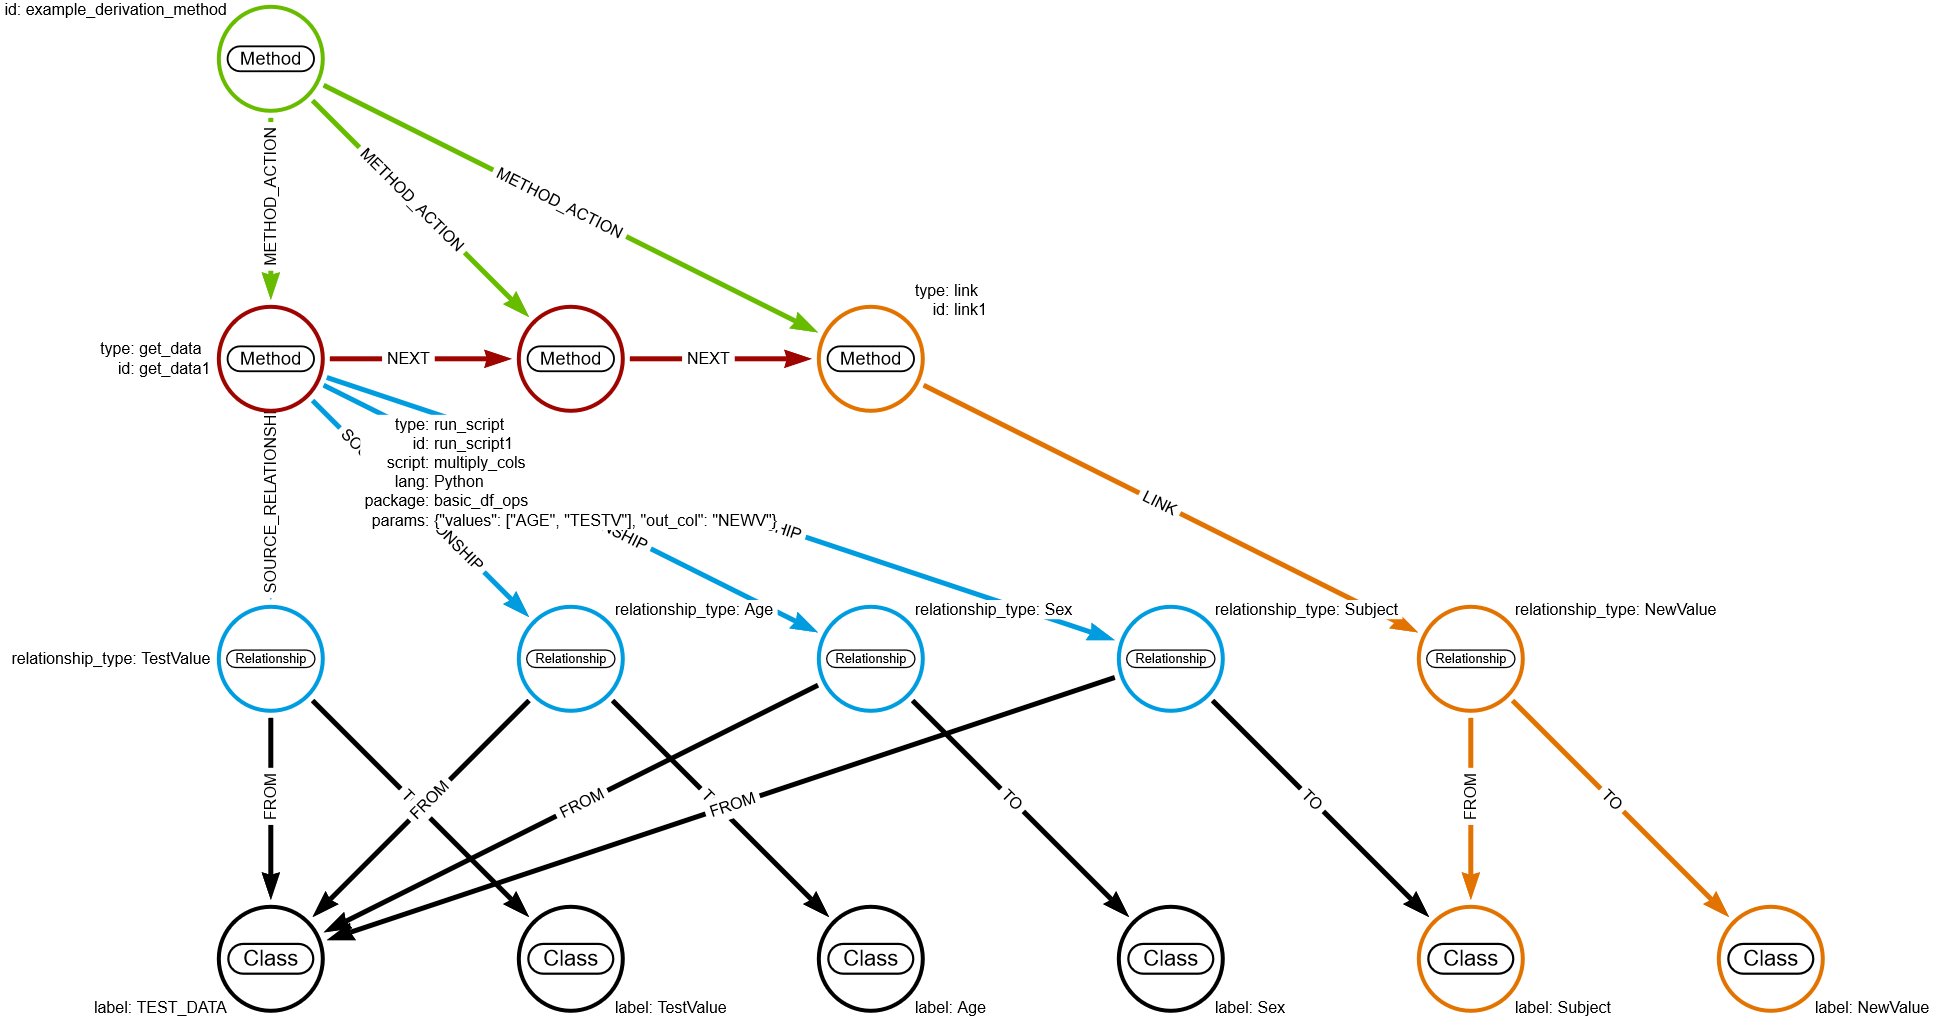 id: example_derivation_method
Method
METHOD_ACTION
METHOD_ACTION
METHOD_ACTION
type: link
id: link1
type: get_data
id: get_data1
Method
NEXT
Method
NEXT
Method
type: run_script
id: run_script1
script: multiply_cols
lang: Python
package: basic_df_ops
params: {"values": ["AGE", "TESTV"], "out_col": "NEWV"}
LINK
relationship_type: Age
relationship_type: Sex
relationship_type: Subject
relationship_type: NewValue
relationship_type: TestValue
Relationship
Relationship
Relationship
Relationship
Relationship
FROM
FROM
FROM
FROM
TO
TO
FROM
TO
Class
Class
Class
Class
Class
Class
label: TEST_DATA
label: TestValue
label: Age
label: Sex
label: Subject
label: NewValue